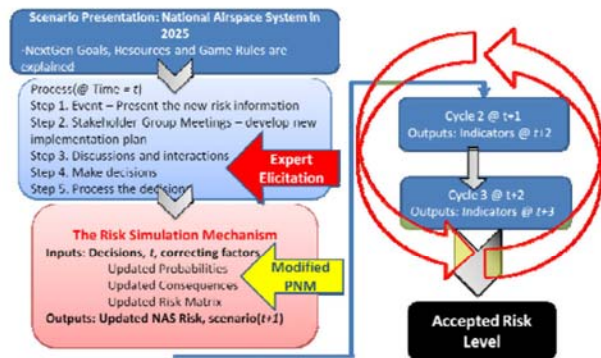 Scenario Presentation: National Airspace System in
2025
-NextGen Goals, Resources and Game Rules are
explained
Process(@ Time = t)
Step 1. Event – Present the new risk information
Step 2. Stakeholder Group Meetings – develop new
implementation plan
Step 3. Discussions and interactions
Step 4. Make decisions
Step 5. Process the decision
Expert
Elicitation
The Risk Simulation Mechanism
Inputs: Decisions, t, correcting factors
Updated Probabilities
Updated Consequences
Updated Risk Matrix
Outputs: Updated NAS Risk, scenario(t+1)
Modified
PNM
Cycle 2 @ t+1
Outputs: Indicators @ t+2
Cycle 3 @ t+2
Outputs: Indicators @ t+3
Accepted Risk
Level